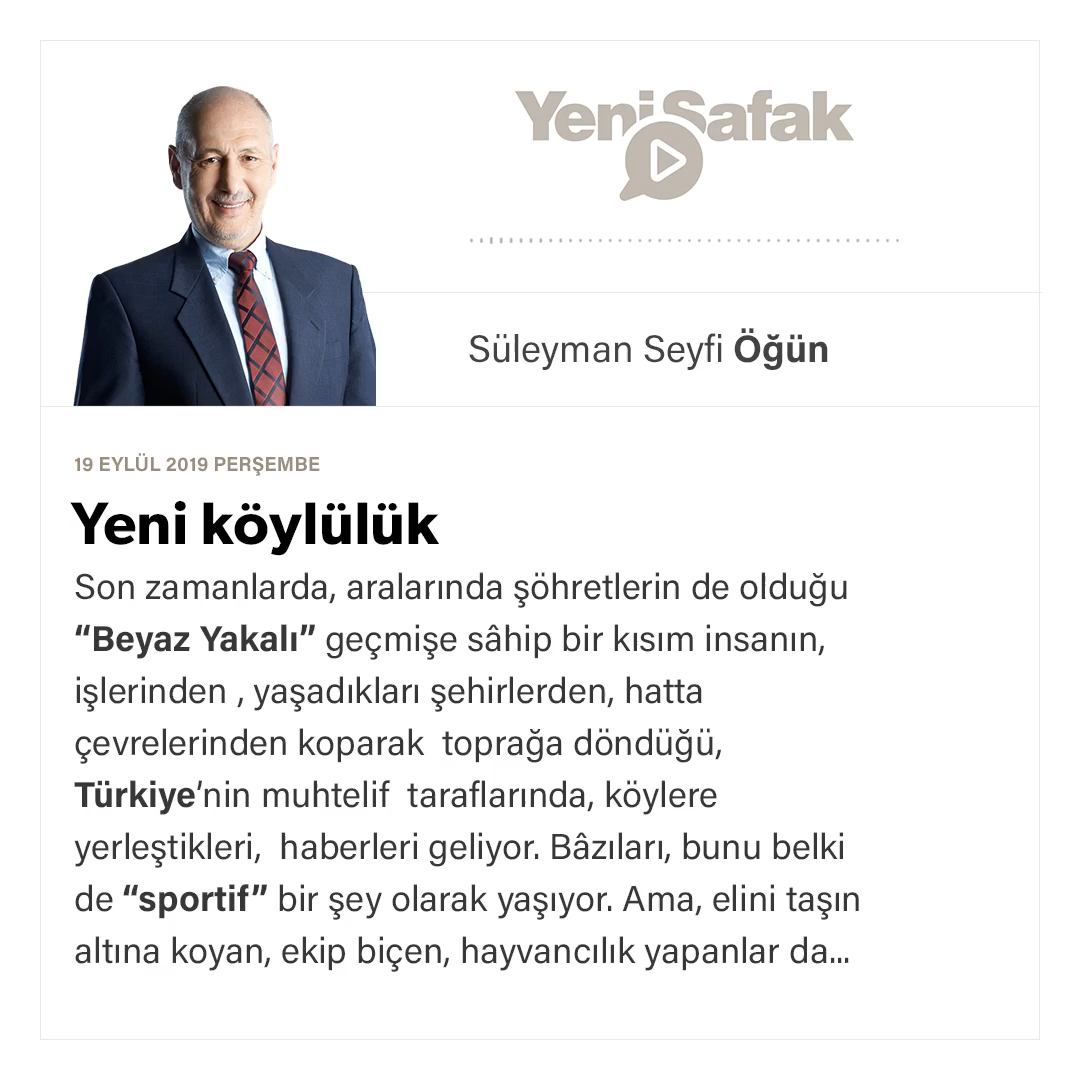 YeniSafak
Süleyman Seyfi Öğün
19 EYLÜL 2019 PERŞEMBE
Yeni köylülük
Son zamanlarda, aralarında şöhretlerin de olduğu
“Beyaz Yakalı” geçmişe sâhip bir kısım insanın,
işlerinden , yaşadıkları şehirlerden, hatta
çevrelerinden koparak  toprağa döndüğü,
Türkiye’nin muhtelif  taraflarında, köylere
yerleştikleri,  haberleri geliyor. Bâzıları, bunu belki
de “sportif” bir şey olarak yaşıyor. Ama, elini taşın
altına koyan, ekip biçen, hayvancılık yapanlar da...